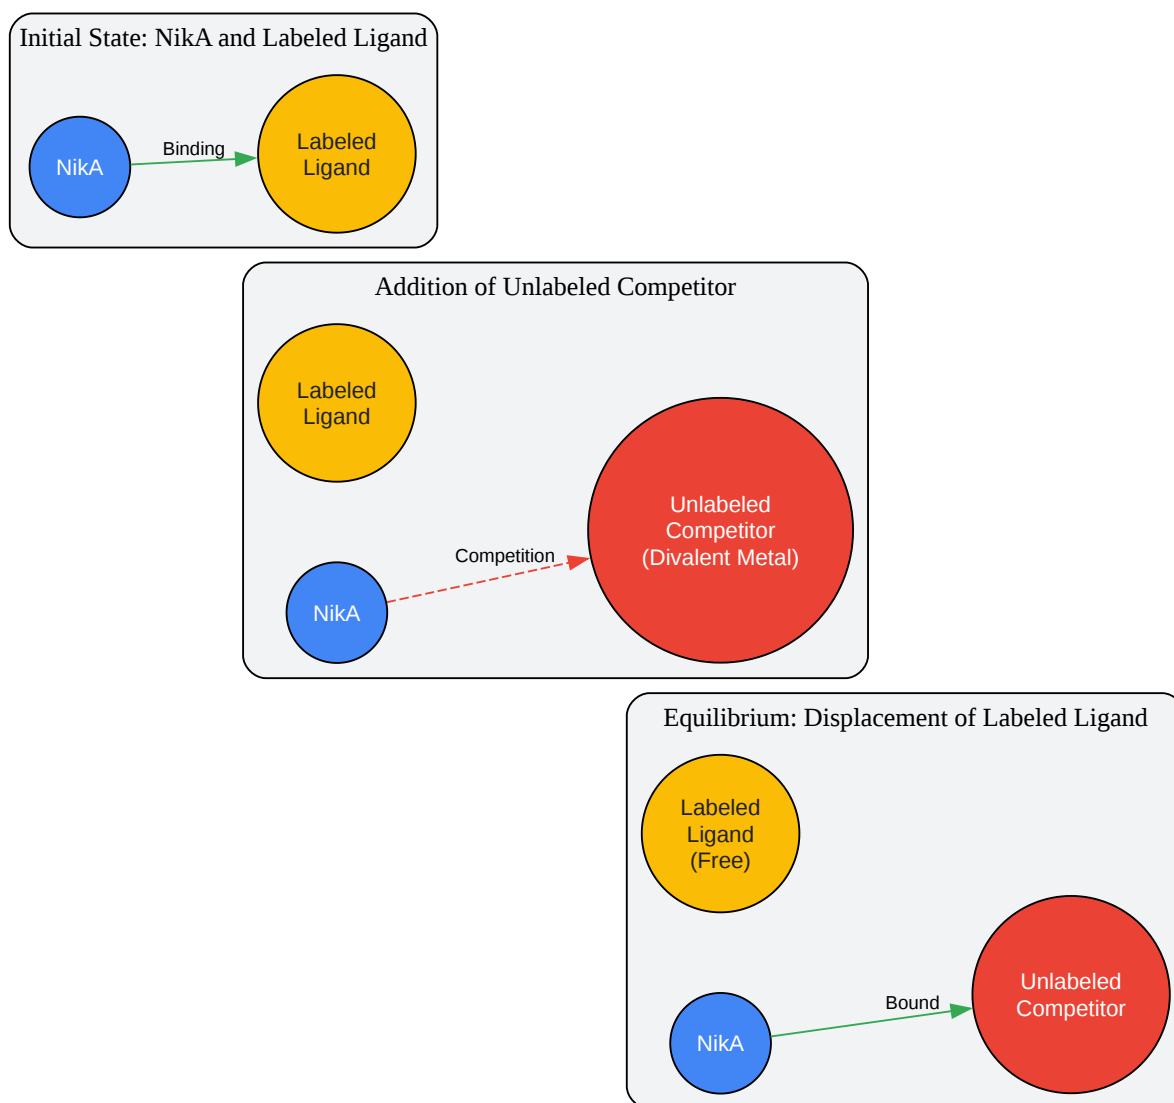 Initial State: NikA and Labeled Ligand
NikA
Binding
Labeled
Ligand
Addition of Unlabeled Competitor
Labeled
Ligand
Unlabeled
Competitor
(Divalent Metal)
Competition
NikA
Equilibrium: Displacement of Labeled Ligand
Labeled
Ligand
(Free)
Unlabeled
Competitor
Bound
NikA